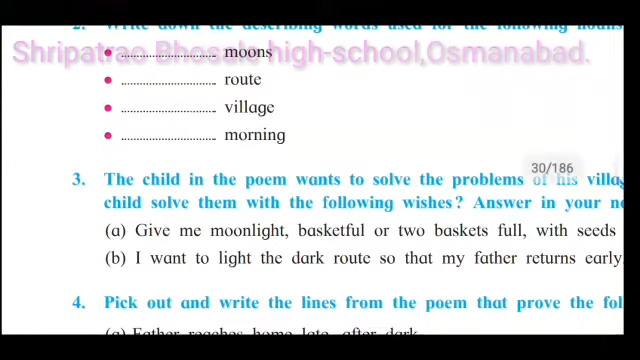 2. Write down the describing words used for the following nouns
Shripatrao Bhosale high-school,Osmanabad.
• ................................ moons
• ................................ route
• ................................ village
• ................................ morning
30/186
3. The child in the poem wants to solve the problems of his
child solve them with the following wishes? Answer in your
(a) Give me moonlight, basketful or two baskets full, with seeds
(b) I want to light the dark route so that my father returns early
4. Pick out and write the lines from the poem that prove the
(a) Father reaches home late, after dark